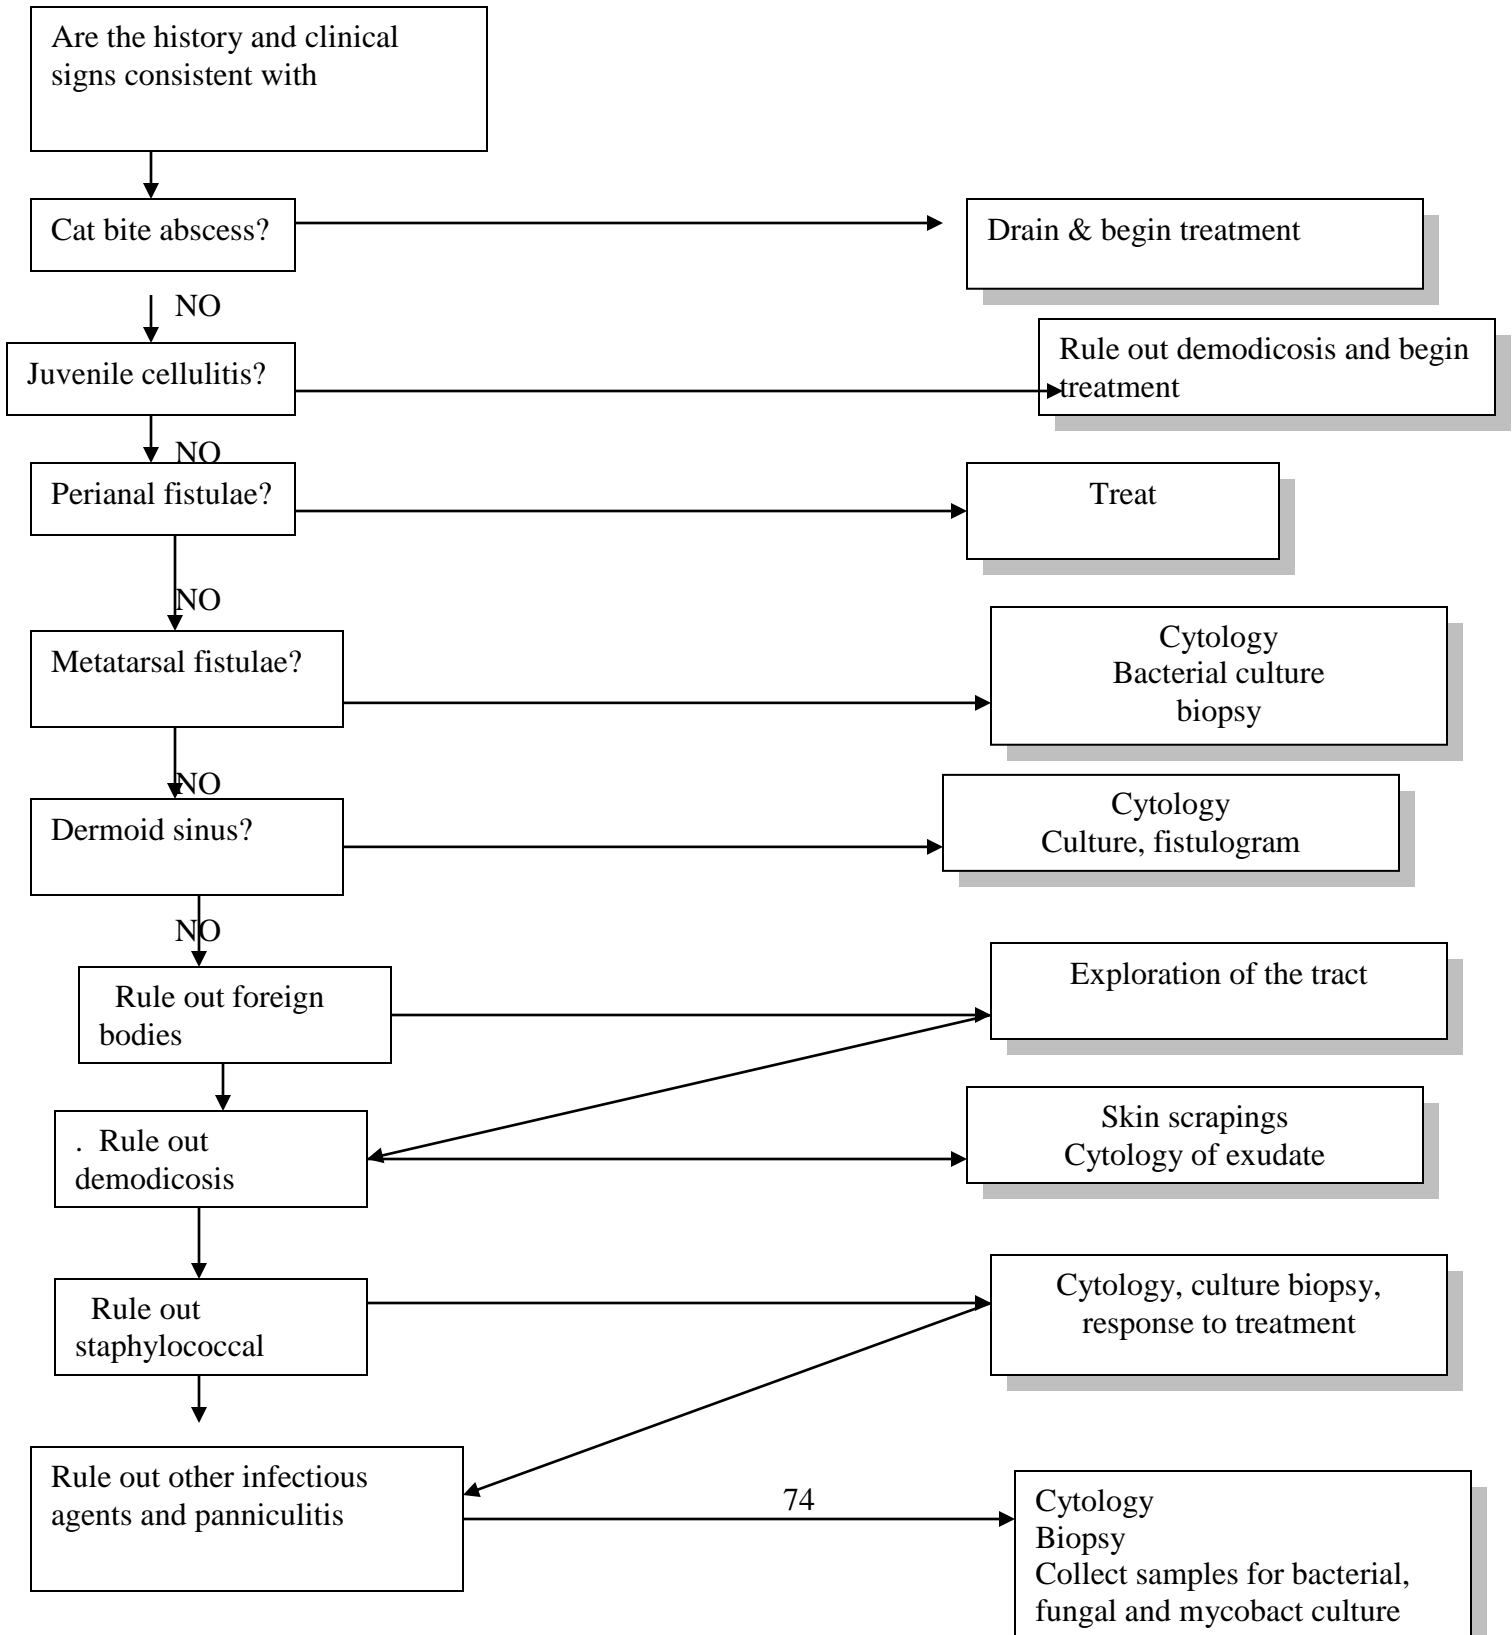 Are the history and clinical
signs consistent with
Cat bite abscess?
Drain & begin treatment
NO
Juvenile cellulitis?
Rule out demodicosis and begin
treatment
NO
Perianal fistulae?
Treat
NO
Metatarsal fistulae?
Cytology
Bacterial culture
biopsy
NO
Dermoid sinus?
Cytology
Culture, fistulogram
NO
Rule out foreign
bodies
Exploration of the tract
. Rule out
demodicosis
Skin scrapings
Cytology of exudate
Rule out
staphylococcal
Cytology, culture biopsy,
response to treatment
Rule out other infectious
agents and panniculitis
74
Cytology
Biopsy
Collect samples for bacterial,
fungal and mycobact culture